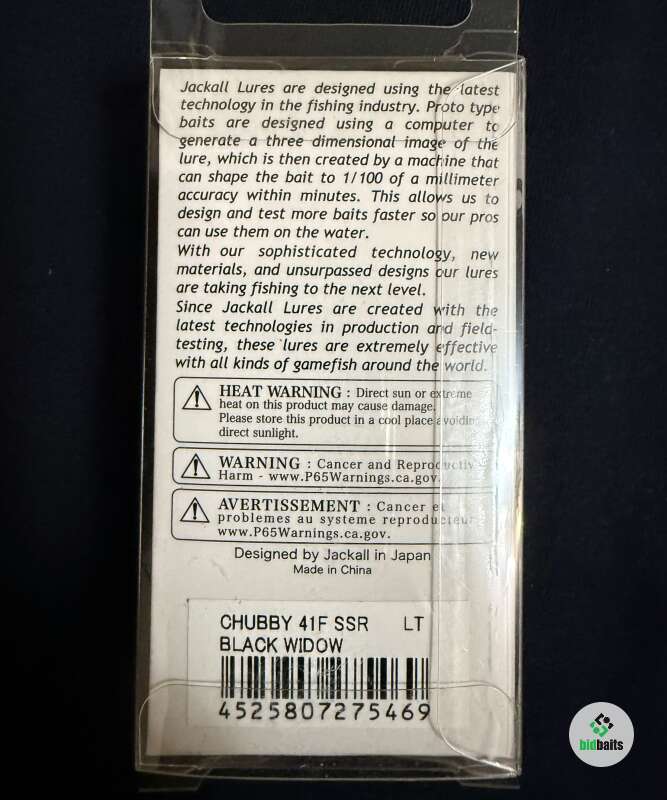 Jackall Lures are designed using the latest
technology in the fishing industry. Proto type
baits are designed using a computer to
generate a three dimensional image of the
lure, which is then created by a machine that
can shape the bait to 1/100 of a millimeter
accuracy within minutes. This allows us to
design and test more baits faster so our pros
can use them on the water.
With our sophisticated technology, new
materials, and unsurpassed designs our lures
are taking fishing to the next level.
Since Jackall Lures are created with the
latest technologies in production and field-
testing, these lures are extremely effective
with all kinds of gamefish around the world.
HEAT WARNING : Direct sun or extreme
heat on this product may cause damage.
Please store this product in a cool place avoiding
direct sunlight.
WARNING : Cancer and Reproductive
Harm - www.P65Warnings.ca.gov.
AVERTISSEMENT : Cancer et
problemes au systeme reproducteur
www.P65Warnings.ca.gov.
Designed by Jackall in Japan
Made in China
CHUBBY 41F SSR LT
BLACK WIDOW
4525807275469
bidbaits